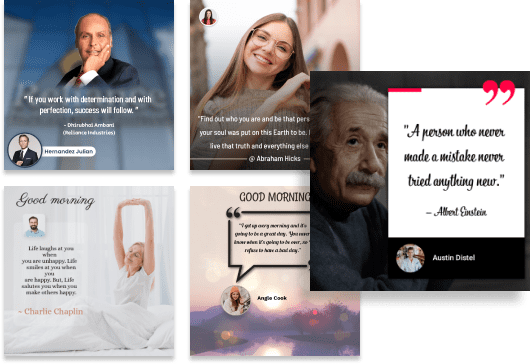 " If you work with determination and with
perfection, success will follow. "
- Dhirubhai Ambani
(Reliance Industries)
Hernandez Julian
"Find out who you are and be that pers
your soul was put on this Earth to be.
live that truth and everything else
@ Abraham Hicks
"A person who never
made a mistake never
tried anything new."
– Albert Einstein
Austin Distel
Good morning
Life laughs at you
when
you are unhappy, Life
smiles at you when
you
are happy. But, Life
salutes you when you
make others happy.
- Charlie Chaplin
GOOD MORNING
"I get up every morning and it's
going to be a great day. You never
know when it's going to be over, so
refuse to have a bad day."
Angie Cook